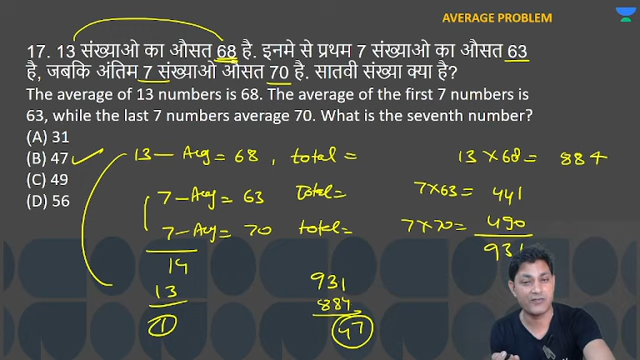 AVERAGE PROBLEM
17. 13 संख्याओ का औसत 68 है. इनमे से प्रथम 7 संख्याओ का औसत 63
है, जबकि अंतिम 7 संख्याओ औसत 70 है. सातवी संख्या क्या है?
The average of 13 numbers is 68. The average of the first 7 numbers is
63, while the last 7 numbers average 70. What is the seventh number?
(A) 31
(B) 47
(C) 49
(D) 56
13 — Avg = 68, total = 13 × 68 = 884
7 – Avg = 63 total = 7×63 = 441
7 – Avg = 70 total = 7×70 = 490
14 931
13 931
1 884
47